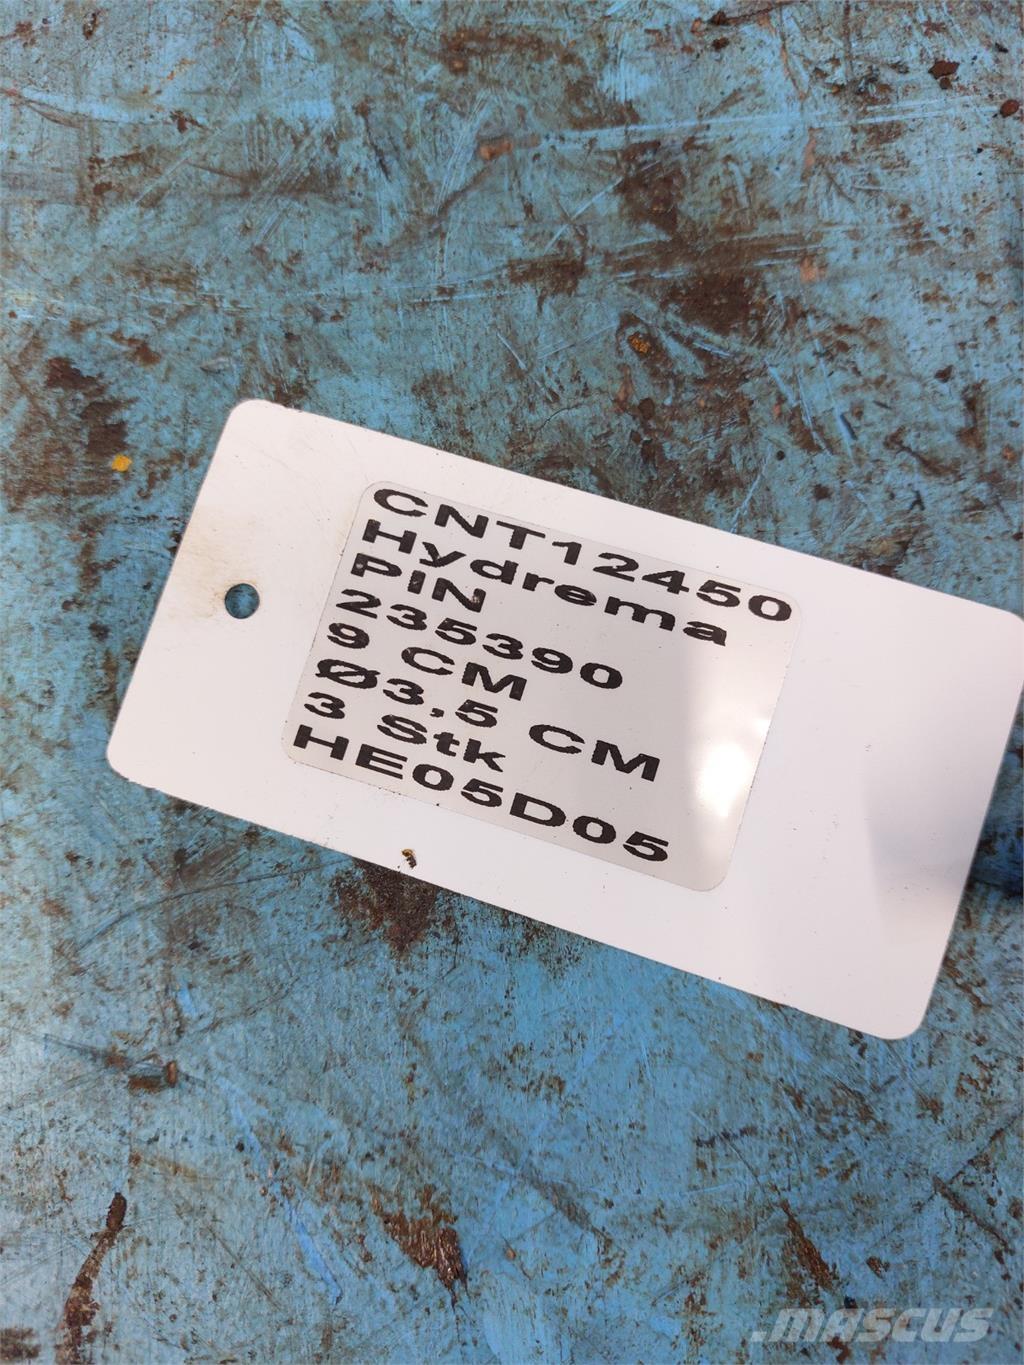 CNT12450
Hydrema
PIN
235390
9 CM
Ø3,5 CM
3 Stk
HE05D05
.MASCUS